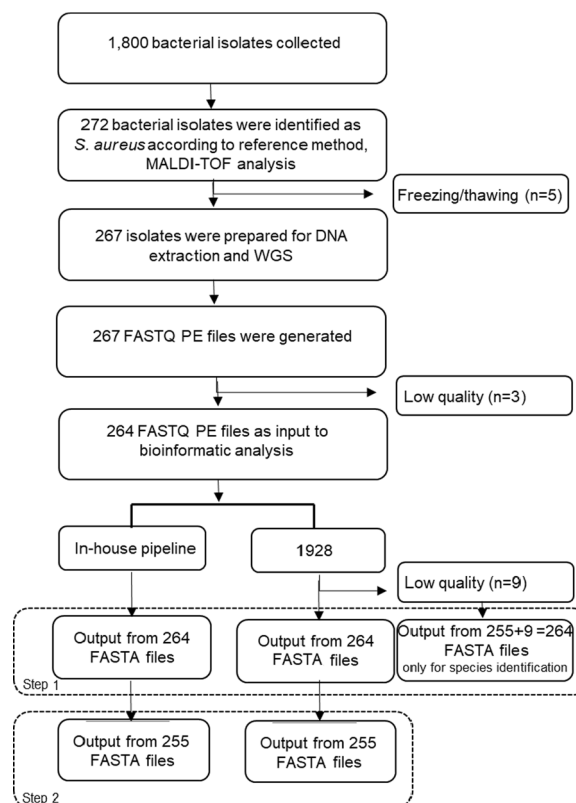 1,800 bacterial isolates collected
272 bacterial isolates were identified as
S. aureus according to reference method,
MALDI-TOF analysis
Freezing/thawing (n=5)
267 isolates were prepared for DNA
extraction and WGS
267 FASTQ PE files were generated
Low quality (n=3)
264 FASTQ PE files as input to
bioinformatic analysis
In-house pipeline
1928
Low quality (n=9)
Output from 264
FASTA files
Output from 264
FASTA files
Output from 255+9 =264
FASTA files
only for species identification
Step 1
Output from 255
FASTA files
Output from 255
FASTA files
Step 2